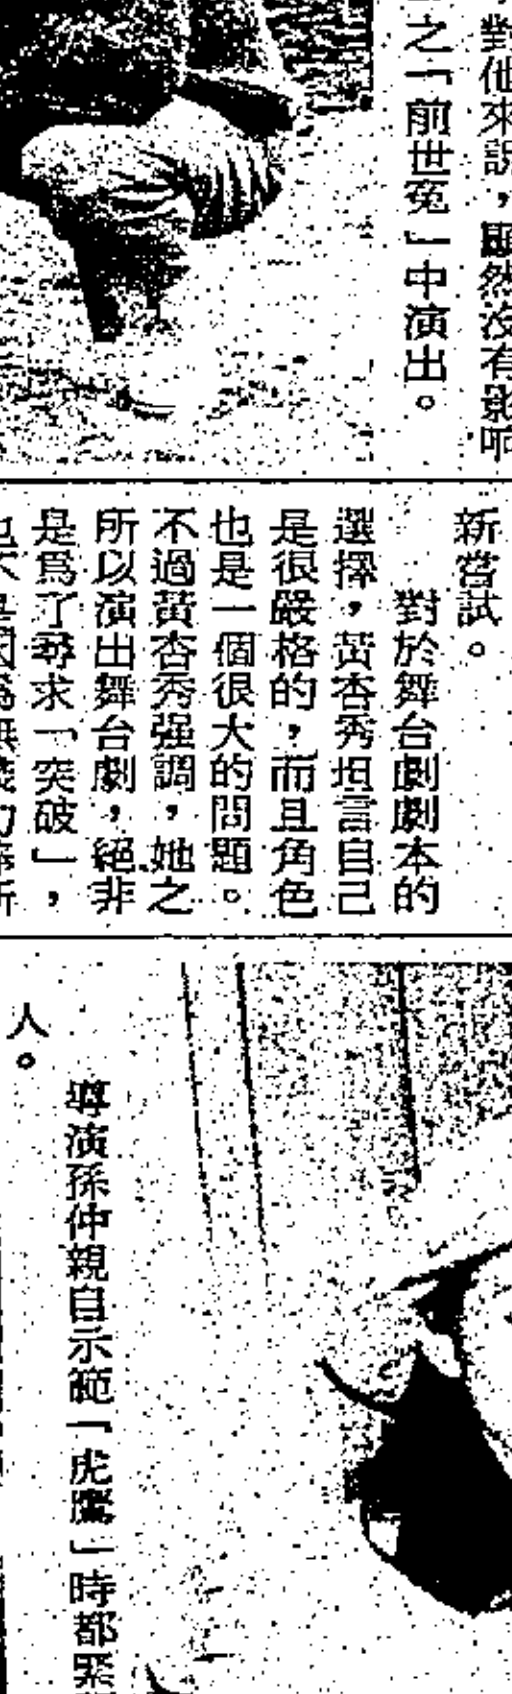 對他來說，顯然沒有影响
之「前世冤」中演出。
新嘗試。
對於舞台劇劇本的
選擇，黃杏秀坦言自己
是很嚴格的，而且角色
也是一個很大的問題。
不過黃杏秀强調，她之
所以演出舞台劇，絕非
是爲了尋求「突破」，
人。
導演孫仲親自示範「虎鷹」時都緊